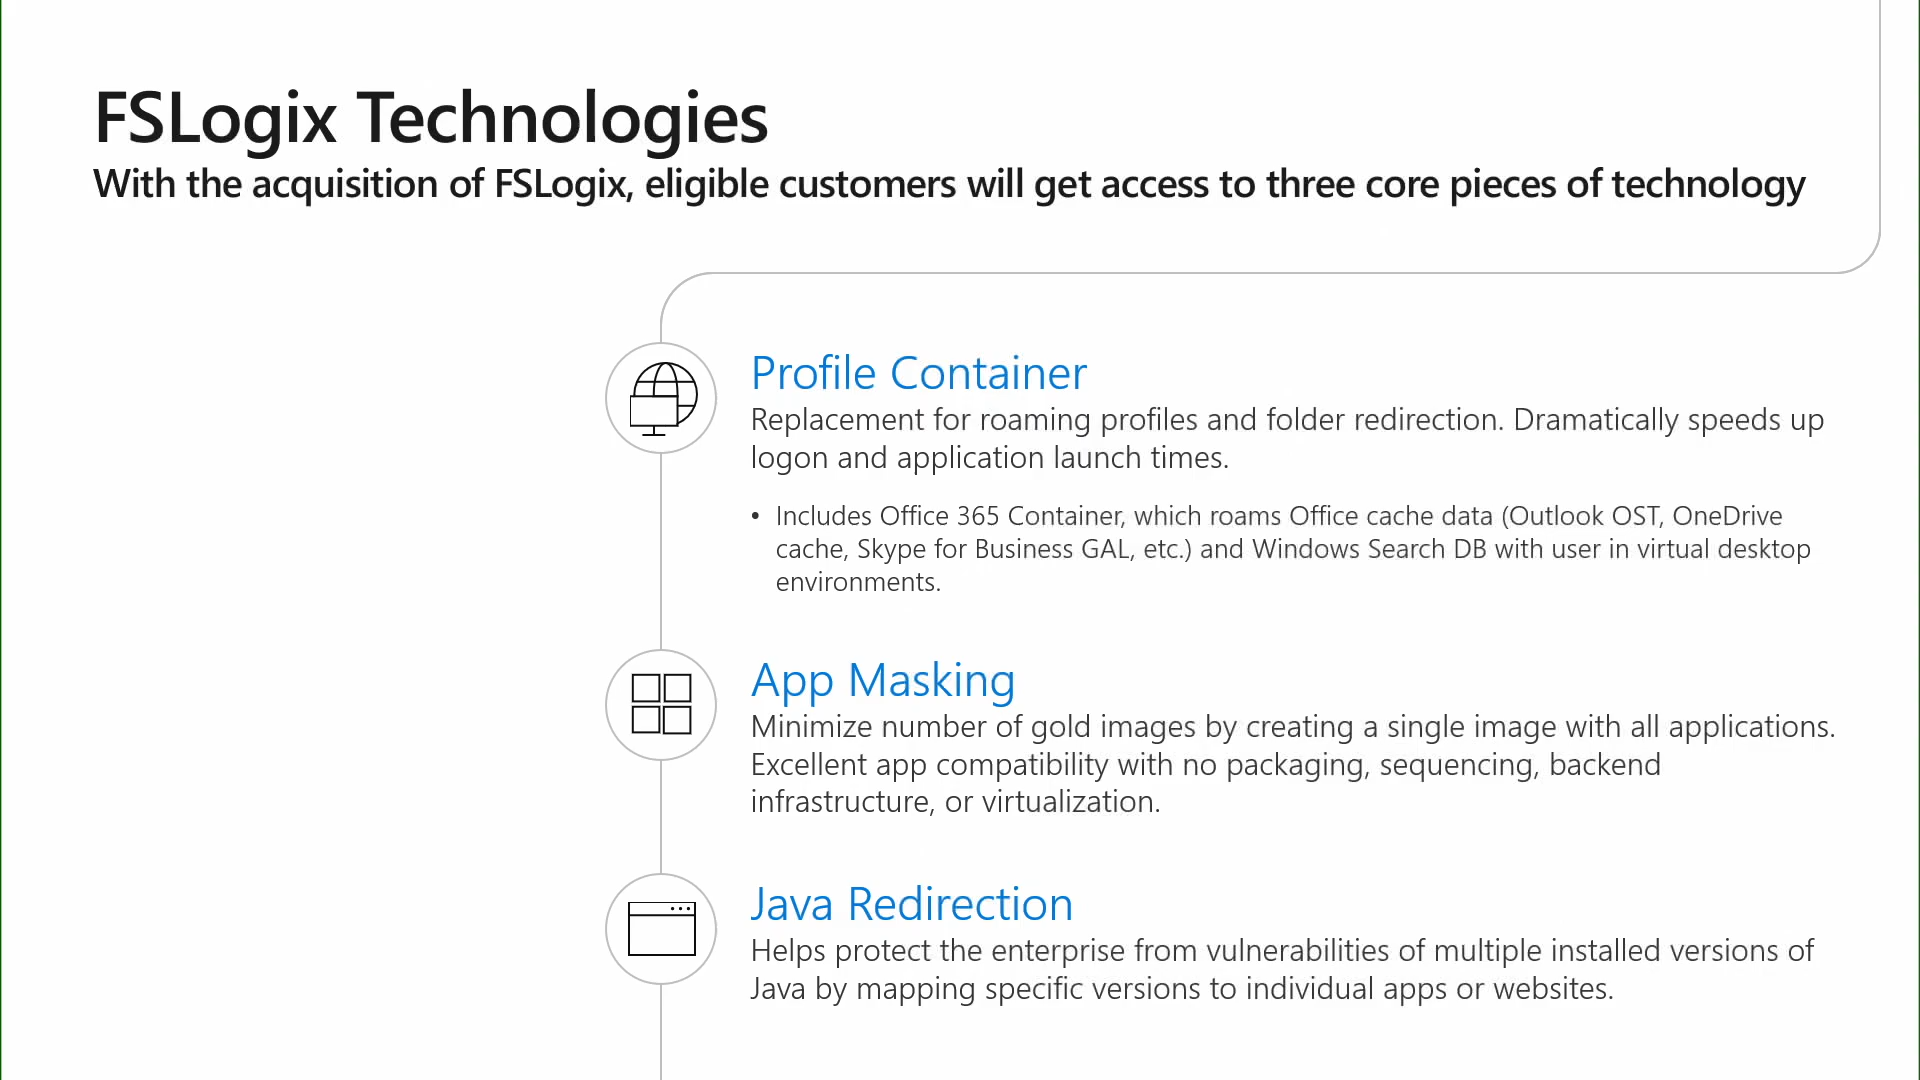 FSLogix Technologies
With the acquisition of FSLogix, eligible customers will get access to three core pieces of technology
Profile Container
Replacement for roaming profiles and folder redirection. Dramatically speeds up
logon and application launch times.
• Includes Office 365 Container, which roams Office cache data (Outlook OST, OneDrive
cache, Skype for Business GAL, etc.) and Windows Search DB with user in virtual desktop
environments.
App Masking
Minimize number of gold images by creating a single image with all applications.
Excellent app compatibility with no packaging, sequencing, backend
infrastructure, or virtualization.
Java Redirection
Helps protect the enterprise from vulnerabilities of multiple installed versions of
Java by mapping specific versions to individual apps or websites.